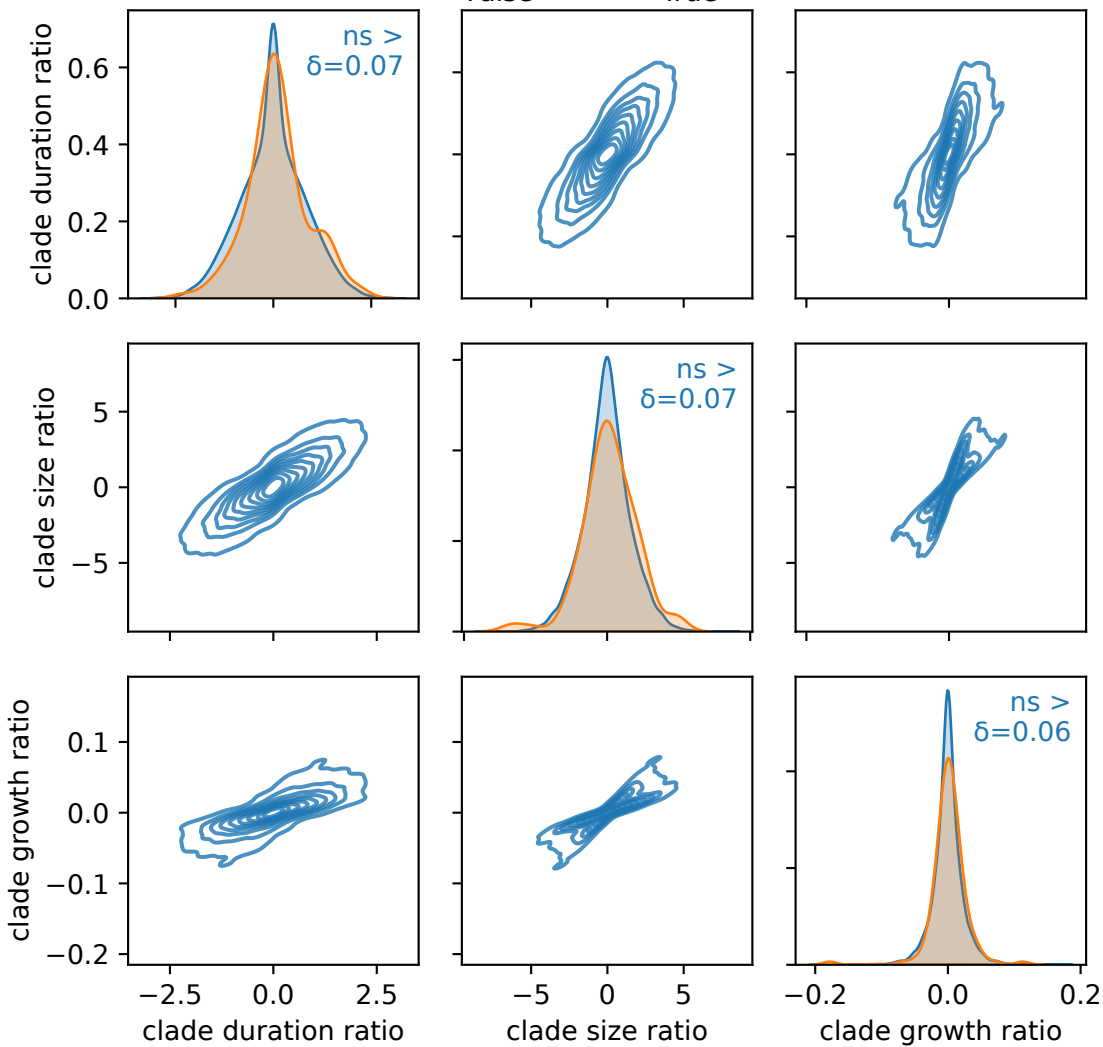 clade duration ratio
0.6
0.4
0.2
0.0
ns >
δ=0.07
clade size ratio
5
0
−5
ns >
δ=0.07
clade growth ratio
0.1
0.0
−0.1
−0.2
ns >
δ=0.06
−2.5 0.0 2.5
−5 0 5
−0.2 0.0 0.2
clade duration ratio
clade size ratio
clade growth ratio